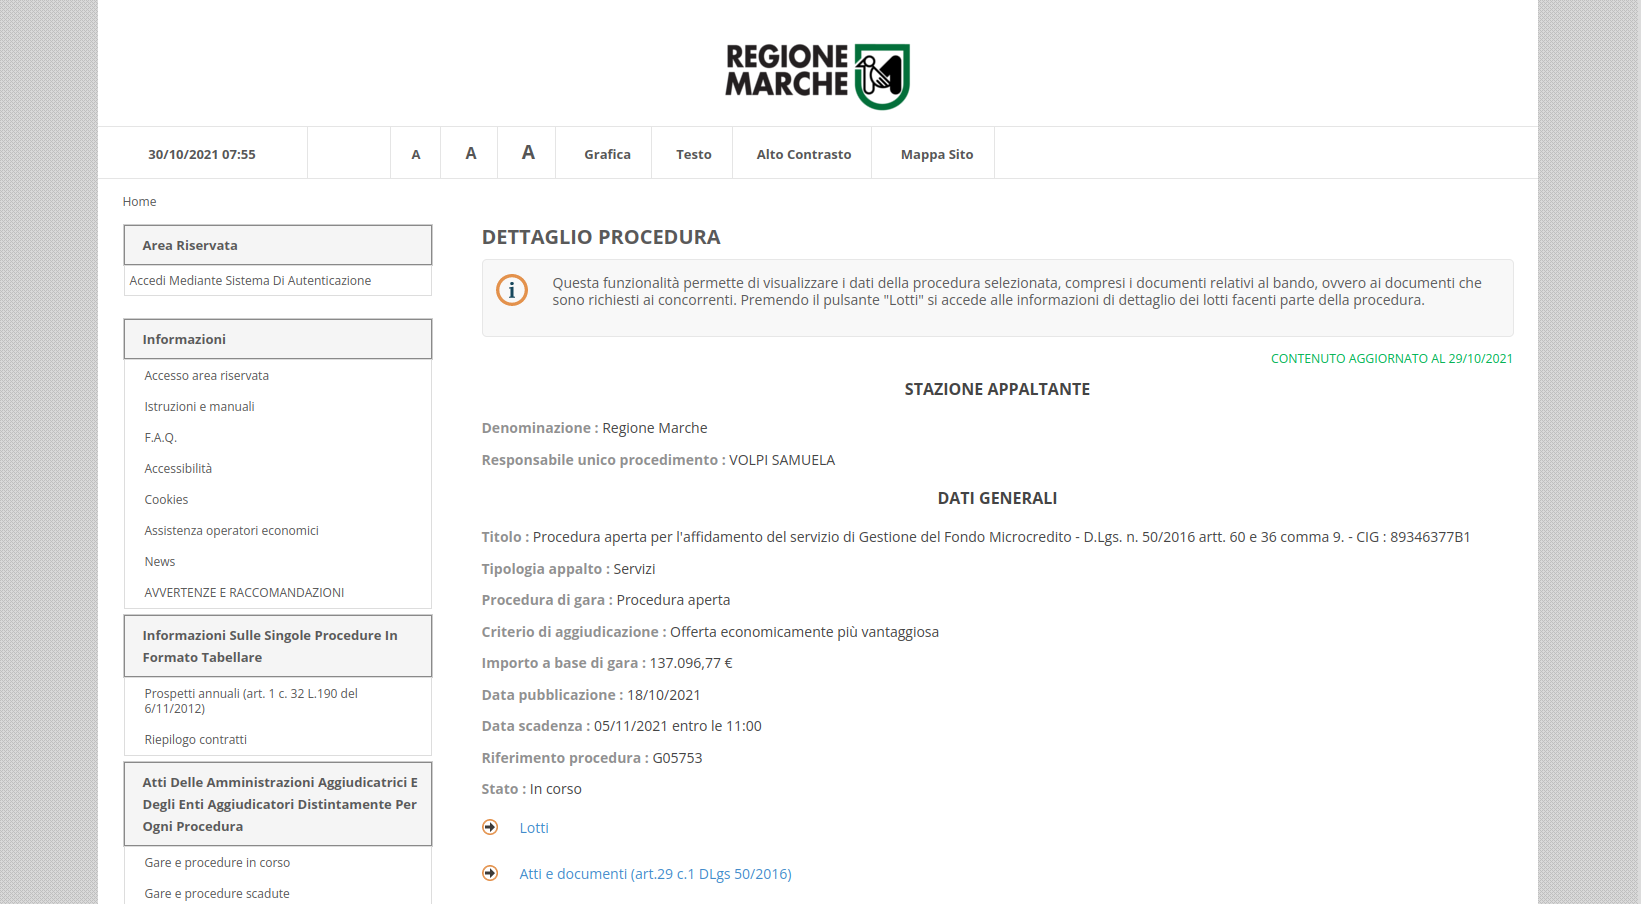 REGIONE
MARCHE
30/10/2021 07:55
A
A
A
Grafica
Testo
Alto Contrasto
Mappa Sito
Home
Area Riservata
Accedi Mediante Sistema Di Autenticazione
Informazioni
Accesso area riservata
Istruzioni e manuali
F.A.Q.
Accessibilità
Cookies
Assistenza operatori economici
News
AVVERTENZE E RACCOMANDAZIONI
Informazioni Sulle Singole Procedure In
Formato Tabellare
Prospetti annuali (art. 1 c. 32 L.190 del
6/11/2012)
Riepilogo contratti
Atti Delle Amministrazioni Aggiudicatrici E
Degli Enti Aggiudicatori Distintamente Per
Ogni Procedura
Gare e procedure in corso
Gare e procedure scadute
DETTAGLIO PROCEDURA
Questa funzionalità permette di visualizzare i dati della procedura selezionata, compresi i documenti relativi al bando, ovvero ai documenti che
sono richiesti ai concorrenti. Premendo il pulsante "Lotti" si accede alle informazioni di dettaglio dei lotti facenti parte della procedura.
CONTENUTO AGGIORNATO AL 29/10/2021
STAZIONE APPALTANTE
Denominazione : Regione Marche
Responsabile unico procedimento : VOLPI SAMUELA
DATI GENERALI
Titolo : Procedura aperta per l'affidamento del servizio di Gestione del Fondo Microcredito - D.Lgs. n. 50/2016 artt. 60 e 36 comma 9. - CIG : 89346377B1
Tipologia appalto : Servizi
Procedura di gara : Procedura aperta
Criterio di aggiudicazione : Offerta economicamente più vantaggiosa
Importo a base di gara : 137.096,77 €
Data pubblicazione : 18/10/2021
Data scadenza : 05/11/2021 entro le 11:00
Riferimento procedura : G05753
Stato : In corso
Lotti
Atti e documenti (art.29 c.1 DLgs 50/2016)